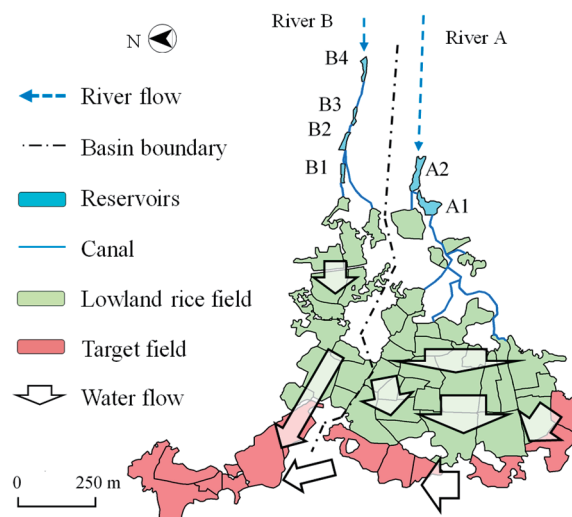 River B
River A
N
B4
River flow
B3
Basin boundary
B2
B1
A2
Reservoirs
A1
Canal
Lowland rice field
Target field
Water flow
0 250 m